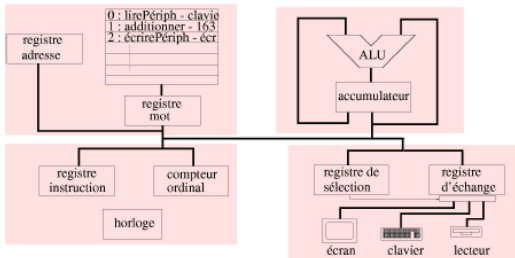 0 : lirePériph - clavie
1 : additionner - 163
2 : écrirePériph - écr
registre
adresse
registre
mot
ALU
accumulateur
registre
instruction
compteur
ordinal
horloge
registre de
sélection
registre
d'échange
écran
clavier
lecteur